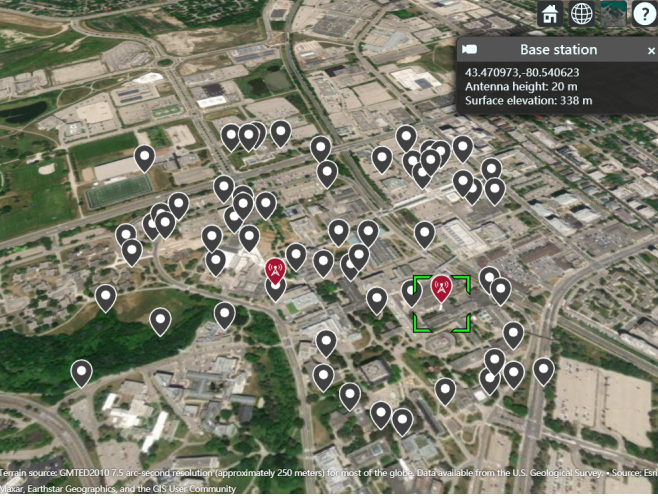 ?
Base station
×
43.470973,-80.540623
Antenna height: 20 m
Surface elevation: 338 m
Terrain source: GMTED2010 7.5 arc-second resolution (approximately 250 meters) for most of the globe. Data available from the U.S. Geological Survey. • Source: Esri
Maxar, Earthstar Geographics, and the GIS User Community